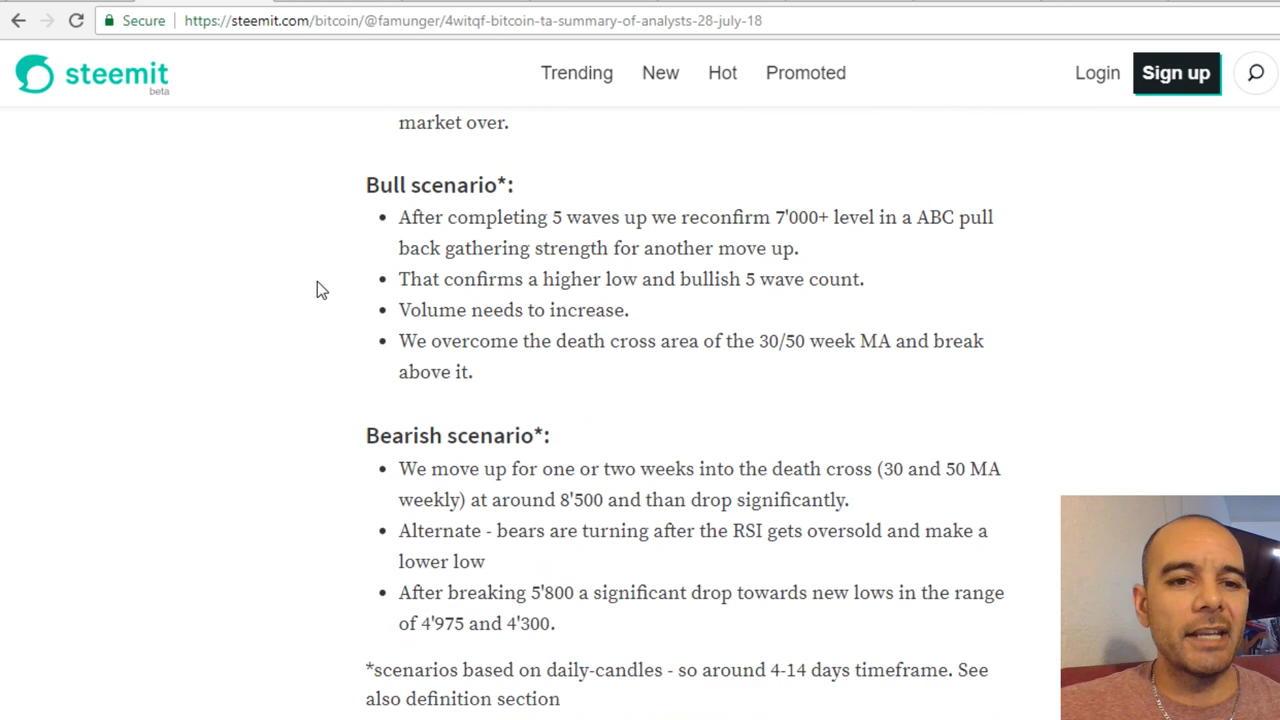 Secure
https://steemit.com/bitcoin/@famunger/4witqf-bitcoin-ta-summary-of-analysts-28-july-18
steemit
beta
Trending New Hot Promoted
Login Sign up
market over.
Bull scenario*:
• After completing 5 waves up we reconfirm 7'000+ level in a ABC pull
back gathering strength for another move up.
• That confirms a higher low and bullish 5 wave count.
• Volume needs to increase.
• We overcome the death cross area of the 30/50 week MA and break
above it.
Bearish scenario*:
• We move up for one or two weeks into the death cross (30 and 50 MA
weekly) at around 8'500 and than drop significantly.
• Alternate - bears are turning after the RSI gets oversold and make a
lower low
• After breaking 5'800 a significant drop towards new lows in the range
of 4'975 and 4'300.
*scenarios based on daily-candles - so around 4-14 days timeframe. See
also definition section